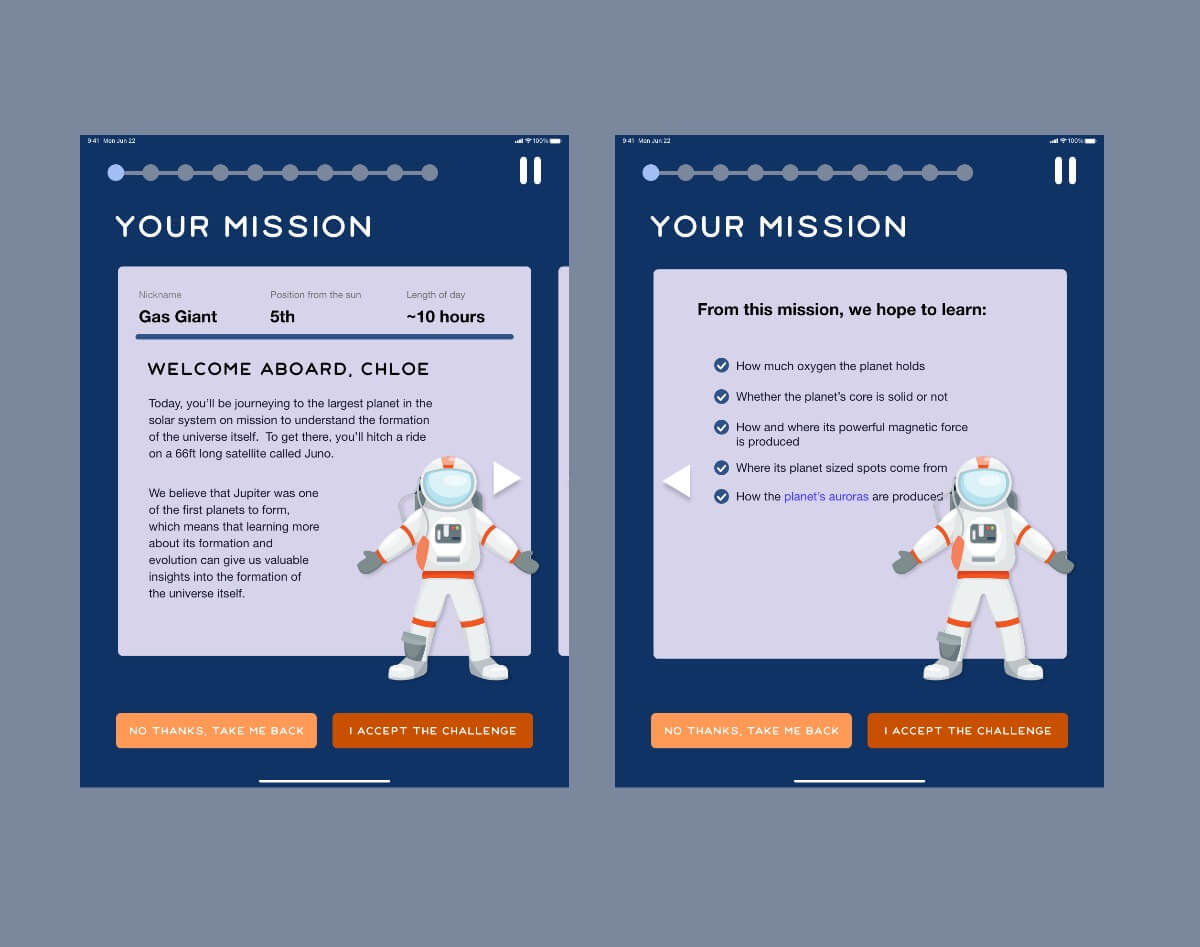 9:41 Mon Jun 22
100%
YOUR MISSION
Nickname
Position from the sun
Length of day
Gas Giant
5th
~10 hours
WELCOME ABOARD, CHLOE
Today, you'll be journeying to the largest planet in the
solar system on mission to understand the formation
of the universe itself.  To get there, you'll hitch a ride
on a 66ft long satellite called Juno.
We believe that Jupiter was one
of the first planets to form,
which means that learning more
about its formation and
evolution can give us valuable
insights into the formation of
the universe itself.
NO THANKS, TAKE ME BACK
I ACCEPT THE CHALLENGE
9:41 Mon Jun 22
100%
YOUR MISSION
From this mission, we hope to learn:
How much oxygen the planet holds
Whether the planet's core is solid or not
How and where its powerful magnetic force
is produced
Where its planet sized spots come from
How the planet's auroras are produced
NO THANKS, TAKE ME BACK
I ACCEPT THE CHALLENGE